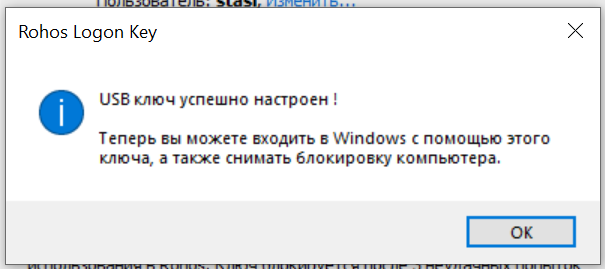 Пользователь: stasi, Изменить...
Rohos Logon Key
USB ключ успешно настроен !
Теперь вы можете входить в Windows с помощью этого
ключа, а также снимать блокировку компьютера.
OK
использования в Rohos. Ключ блокируется после 3 неудачных попыток